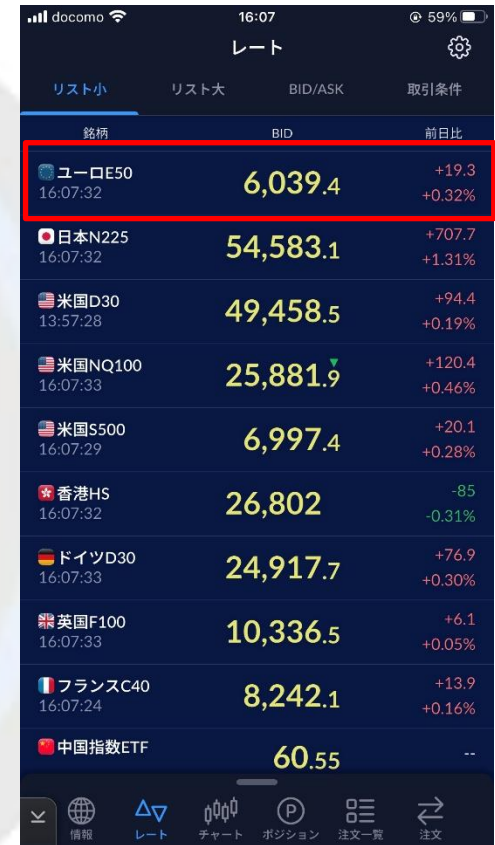 docomo 16:07 59%
レート
リスト小 リスト大 BID/ASK 取引条件
銘柄 BID 前日比
ユーロE50 6,039.4 +19.3
16:07:32 +0.32%
日本N225 54,583.1 +707.7
16:07:32 +1.31%
米国D30 49,458.5 +94.4
13:57:28 +0.19%
米国NQ100 25,881.9 +120.4
16:07:33 +0.46%
米国S500 6,997.4 +20.1
16:07:29 +0.28%
香港HS 26,802 -85
16:07:32 -0.31%
ドイツD30 24,917.7 +76.9
16:07:33 +0.30%
英国F100 10,336.5 +6.1
16:07:33 +0.05%
フランスC40 8,242.1 +13.9
16:07:24 +0.16%
中国指数ETF 60.55 --
情報 レート チャート ポジション 注文一覧 注文